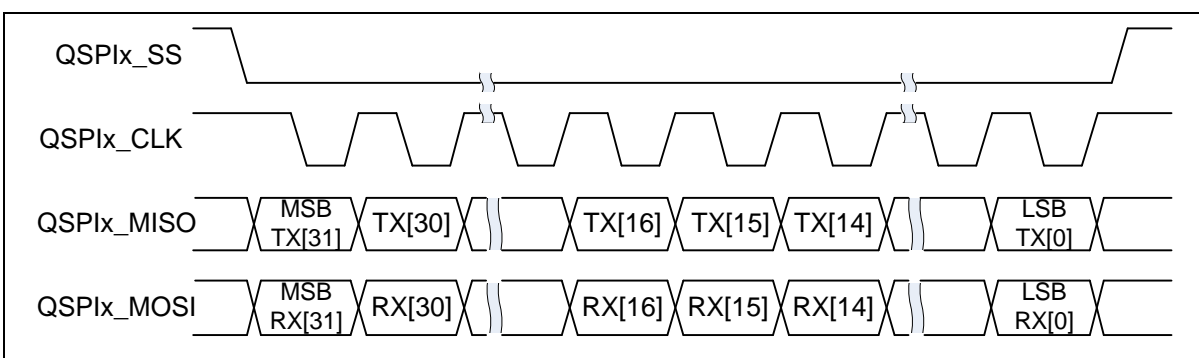 QSPIx_SS
QSPIx_CLK
QSPIx_MISO
MSB
TX[31]
TX[30]
TX[16]
TX[15]
TX[14]
LSB
TX[0]
QSPIx_MOSI
MSB
RX[31]
RX[30]
RX[16]
RX[15]
RX[14]
LSB
RX[0]